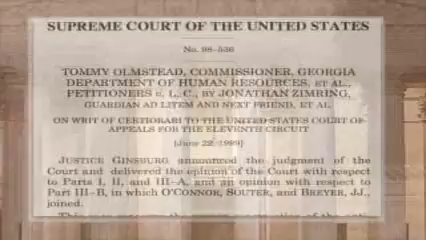 SUPREME COURT OF THE UNITED STATES
No. 98–536
TOMMY OLMSTEAD, COMMISSIONER, GEORGIA
DEPARTMENT OF HUMAN RESOURCES, ET AL.,
PETITIONERS v. L. C., BY JONATHAN ZIMRING,
GUARDIAN AD LITEM AND NEXT FRIEND, ET AL.
ON WRIT OF CERTIORARI TO THE UNITED STATES COURT OF
APPEALS FOR THE ELEVENTH CIRCUIT
[June 22, 1999]
JUSTICE GINSBURG announced the judgment of the
Court and delivered the opinion of the Court with respect
to Parts I, II, and III–A, and an opinion with respect to
Part III–B, in which O'CONNOR, SOUTER, and BREYER, JJ.,
joined.